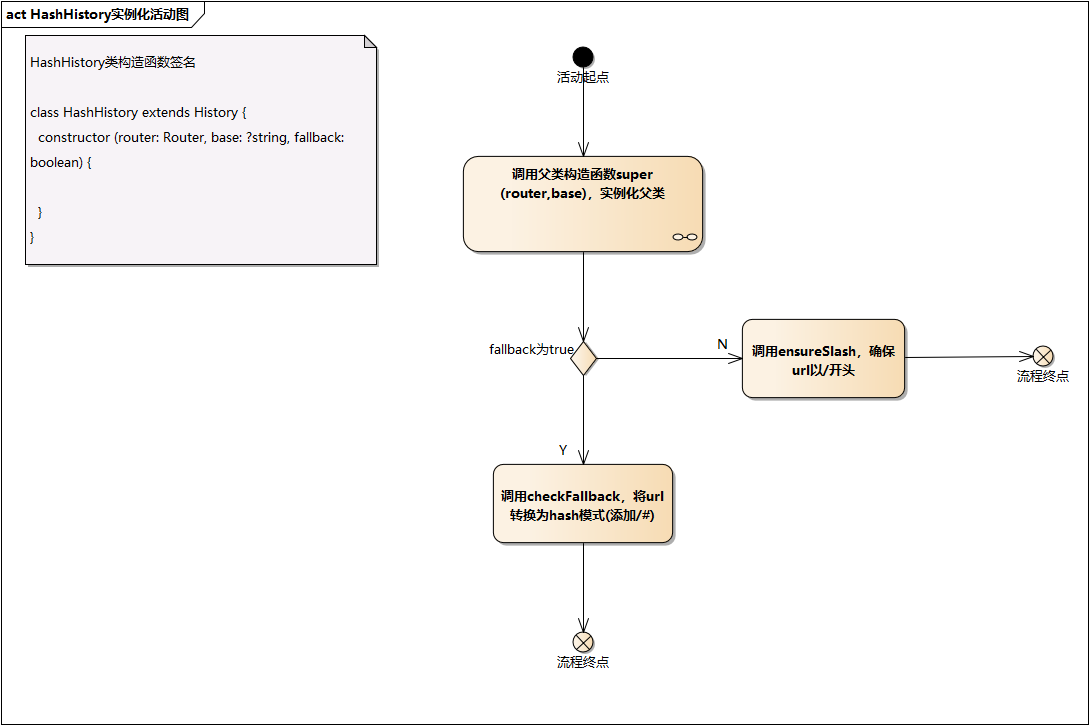 act HashHistory实例化活动图
HashHistory类构造函数签名
class HashHistory extends History {
constructor (router: Router, base: ?string, fallback:
boolean) {
}
}
活动起点
调用父类构造函数super
(router,base)，实例化父类
fallback为true
N
调用ensureSlash，确保
url以/开头
流程终点
Y
调用checkFallback，将url
转换为hash模式(添加/#)
流程终点